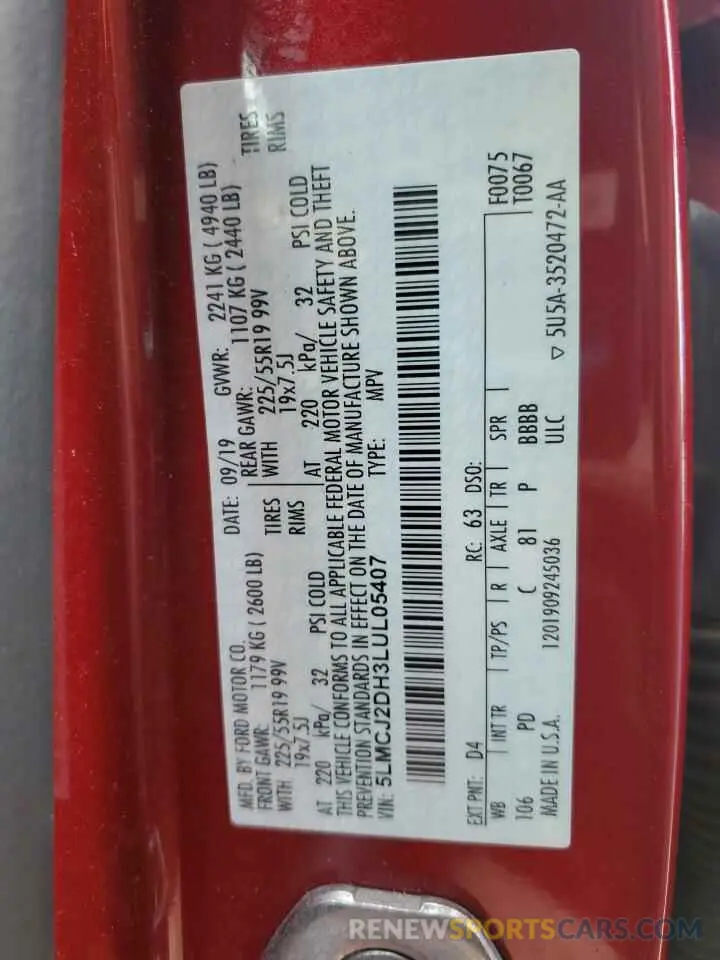 MFD. BY FORD MOTOR CO.
DATE: 09/19 GVWR: 2241 KG ( 4940 LB)
FRONT GAWR: 1179 KG ( 2600 LB) REAR GAWR: 1107 KG ( 2440 LB)
WITH 225/55R19 99V TIRES WITH 225/55R19 99V TIRES
19x7.5J RIMS 19x7.5J RIMS
AT 220 kPa/ 32 PSI COLD AT 220 kPa/ 32 PSI COLD
THIS VEHICLE CONFORMS TO ALL APPLICABLE FEDERAL MOTOR VEHICLE SAFETY AND THEFT
PREVENTION STANDARDS IN EFFECT ON THE DATE OF MANUFACTURE SHOWN ABOVE.
VIN: 5LMCJ2DH3LUL05407 TYPE: MPV
EXT PNT: D4 RC: 63 DSO: F0075
T0067
WB INT TR TP/PS R AXLE TR SPR
106 PD C 81 P BBBB
MADE IN U.S.A. 1201909245036 ULC ▽ 5U5A-3520472-AA
RENEWSPORTSCARS.COM